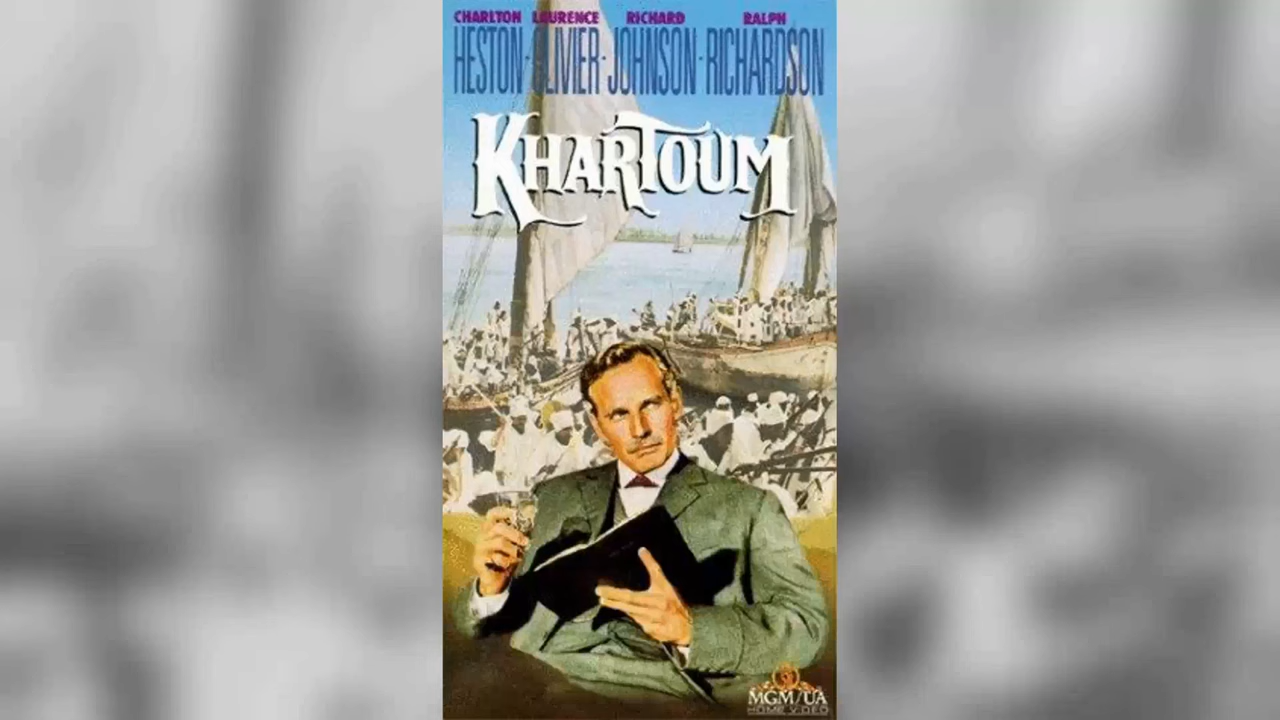 CHARLTON LAURENCE RICHARD RALPH
HESTON · OLIVIER · JOHNSON · RICHARDSON
KHARTOUM
MGM/UA
HOME VIDEO